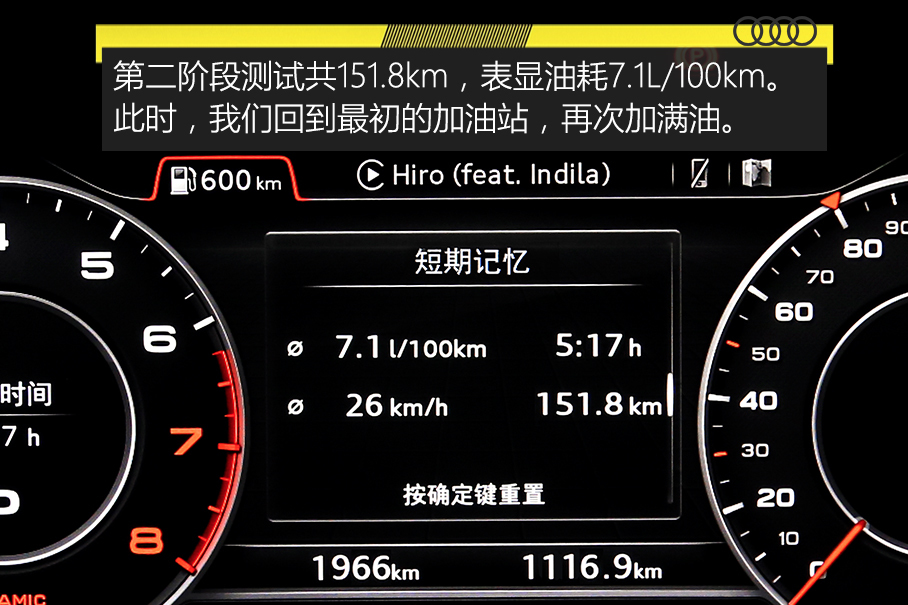 第二阶段测试共151.8km，表显油耗7.1L/100km。
此时，我们回到最初的加油站，再次加满油。
600 km
Hiro (feat. Indila)
短期记忆
ø 7.1 l/100km 5:17 h
ø 26 km/h 151.8 km
按确定键重置
1966km 1116.9km
4
5
6
7
8
时间
7 h
0
AMIC
90
80
70
60
50
40
30
20
10
0